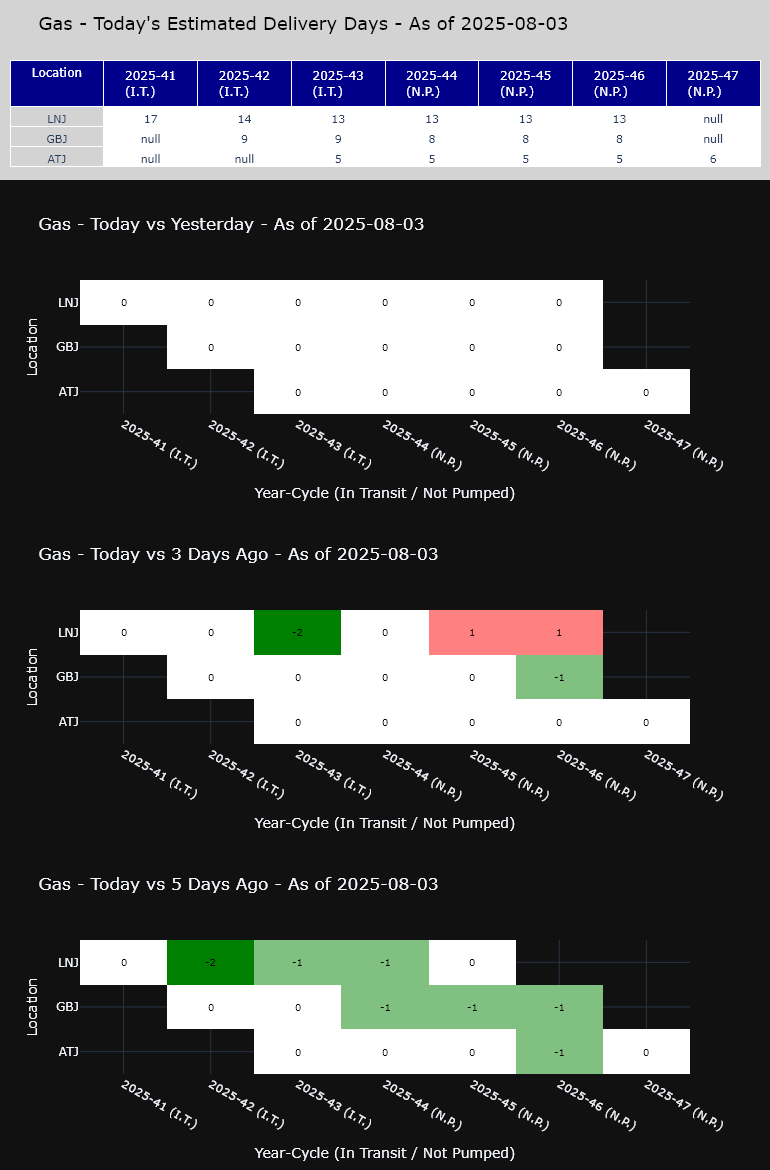 Gas - Today's Estimated Delivery Days - As of 2025-08-03
Location 2025-41 (I.T.) 2025-42 (I.T.) 2025-43 (I.T.) 2025-44 (N.P.) 2025-45 (N.P.) 2025-46 (N.P.) 2025-47 (N.P.)
LNJ 17 14 13 13 13 13 null
GBJ null 9 9 8 8 8 null
ATJ null null 5 5 5 5 6
Gas - Today vs Yesterday - As of 2025-08-03
Location
LNJ 0 0 0 0 0 0
GBJ 0 0 0 0 0
ATJ 0 0 0 0 0
2025-41 (I.T.) 2025-42 (I.T.) 2025-43 (I.T.) 2025-44 (N.P.) 2025-45 (N.P.) 2025-46 (N.P.) 2025-47 (N.P.)
Year-Cycle (In Transit / Not Pumped)
Gas - Today vs 3 Days Ago - As of 2025-08-03
Location
LNJ 0 0 -2 0 1 1
GBJ 0 0 0 0 -1
ATJ 0 0 0 0 0
2025-41 (I.T.) 2025-42 (I.T.) 2025-43 (I.T.) 2025-44 (N.P.) 2025-45 (N.P.) 2025-46 (N.P.) 2025-47 (N.P.)
Year-Cycle (In Transit / Not Pumped)
Gas - Today vs 5 Days Ago - As of 2025-08-03
Location
LNJ 0 -2 -1 -1 0
GBJ 0 0 -1 -1 -1
ATJ 0 0 0 -1 0
2025-41 (I.T.) 2025-42 (I.T.) 2025-43 (I.T.) 2025-44 (N.P.) 2025-45 (N.P.) 2025-46 (N.P.) 2025-47 (N.P.)
Year-Cycle (In Transit / Not Pumped)